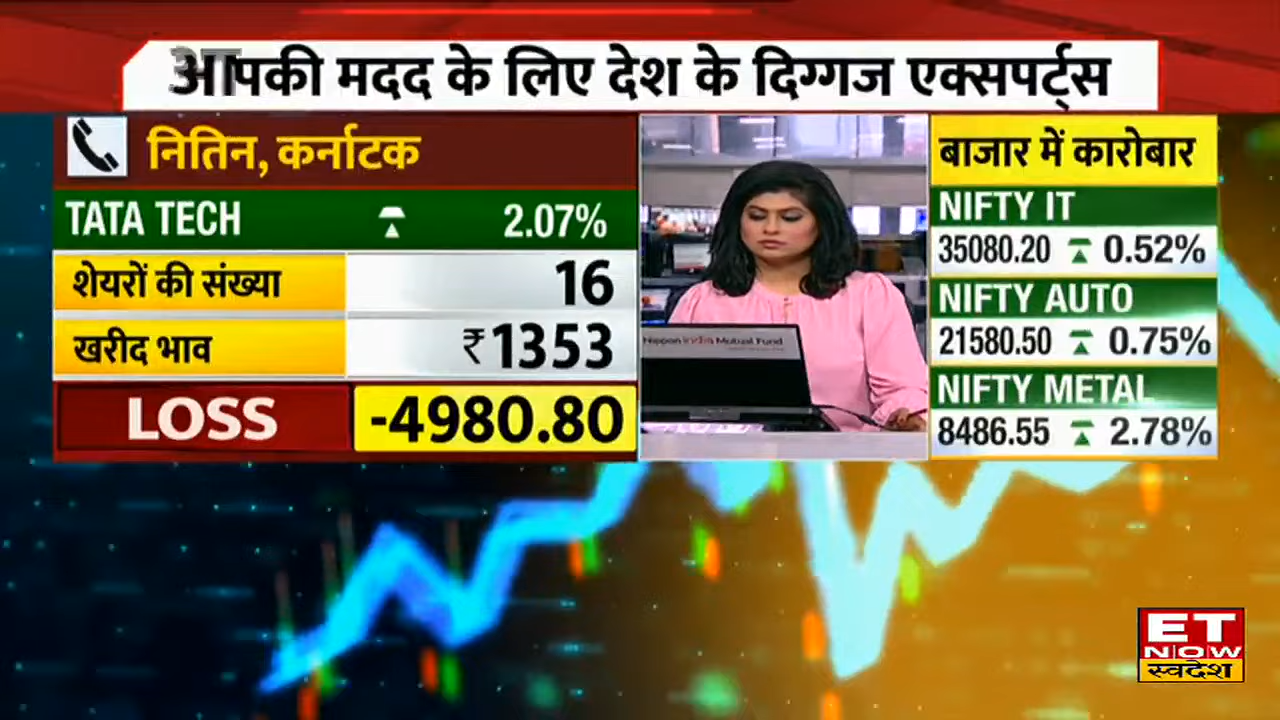 आपकी मदद के लिए देश के दिग्गज एक्सपर्ट्स
नितिन, कर्नाटक
TATA TECH 2.07%
शेयरों की संख्या 16
खरीद भाव ₹1353
LOSS -4980.80
Nippon india Mutual Fund
बाजार में कारोबार
NIFTY IT
35080.20 0.52%
NIFTY AUTO
21580.50 0.75%
NIFTY METAL
8486.55 2.78%
ET
NOW
स्वदेश